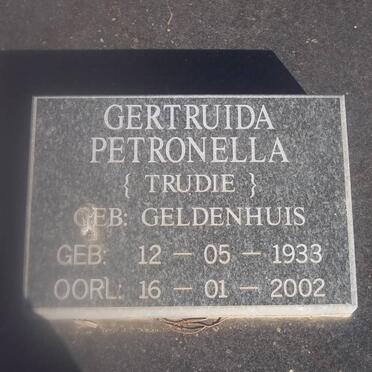 GERTRUIDA
PETRONELLA
{ TRUDIE }
GEB: GELDENHUIS
GEB: 12 — 05 — 1933
OORL: 16 — 01 — 2002